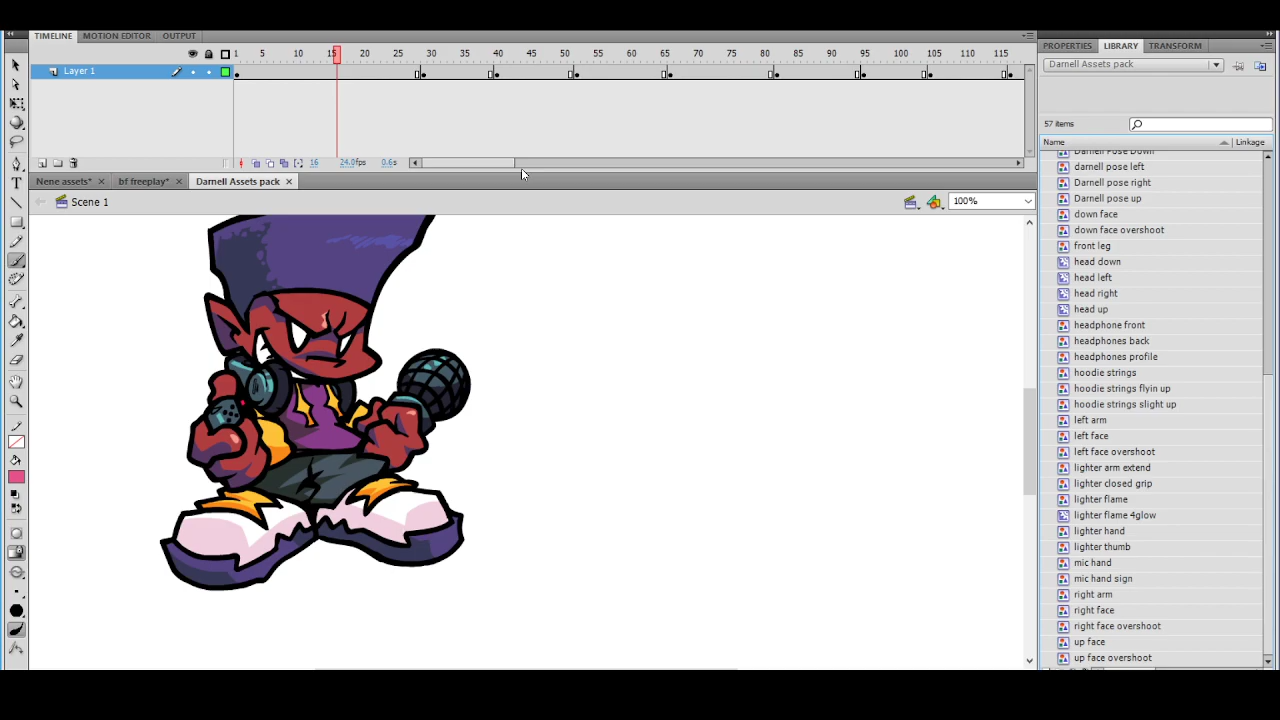 TIMELINE MOTION EDITOR OUTPUT
PROPERTIES LIBRARY TRANSFORM
1 5 10 15 20 25 30 35 40 45 50 55 60 65 70 75 80 85 90 95 100 105 110 115
Layer 1
Darnell Assets pack
57 items
Name Linkage
16 24.0fps 0.6s
Nene assets* × bf freeplay* × Darnell Assets pack ×
Scene 1 100%
Darnell Pose Down
darnell pose left
Darnell pose right
Darnell pose up
down face
down face overshoot
front leg
head down
head left
head right
head up
headphone front
headphones back
headphones profile
hoodie strings
hoodie strings flyin up
hoodie strings slight up
left arm
left face
left face overshoot
lighter arm extend
lighter closed grip
lighter flame
lighter flame 4glow
lighter hand
lighter thumb
mic hand
mic hand sign
right arm
right face
right face overshoot
up face
up face overshoot